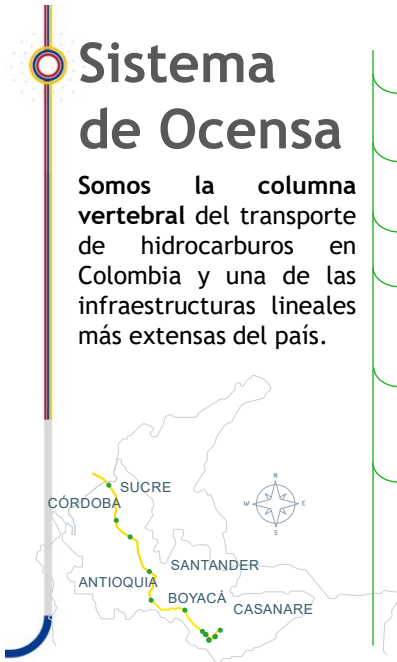 Sistema
de Ocensa
Somos la columna
vertebral del transporte
de hidrocarburos en
Colombia y una de las
infraestructuras lineales
más extensas del país.
N
W E
S
SUCRE
CÓRDOBA
SANTANDER
ANTIOQUIA
BOYACÁ
CASANARE